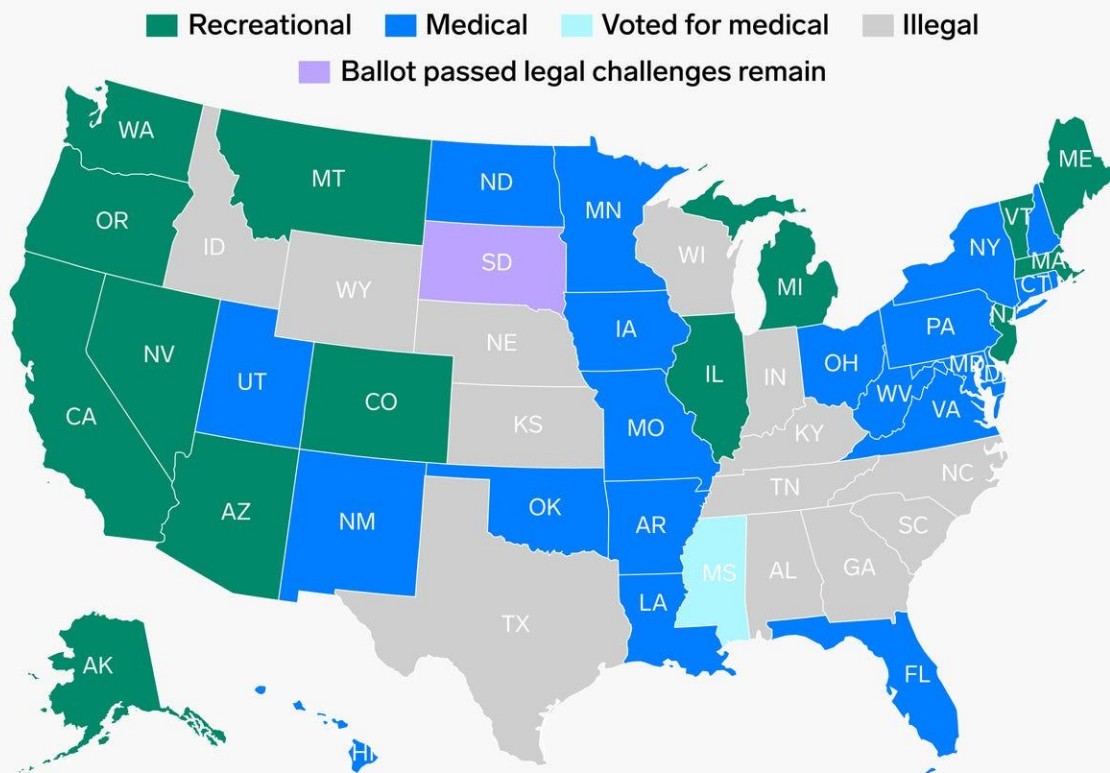 Recreational Medical Voted for medical Illegal
Ballot passed legal challenges remain
WA
ME
MT
ND
VT
MN
OR
NY
ID
WI
MA
SD
CT
WY
MI
NJ
PA
IA
NE
NV
OH
MD
IL
IN
UT
WV
CO
VA
CA
KS
MO
KY
NC
TN
OK
AZ
NM
AR
SC
MS
AL
GA
LA
TX
AK
FL
HI